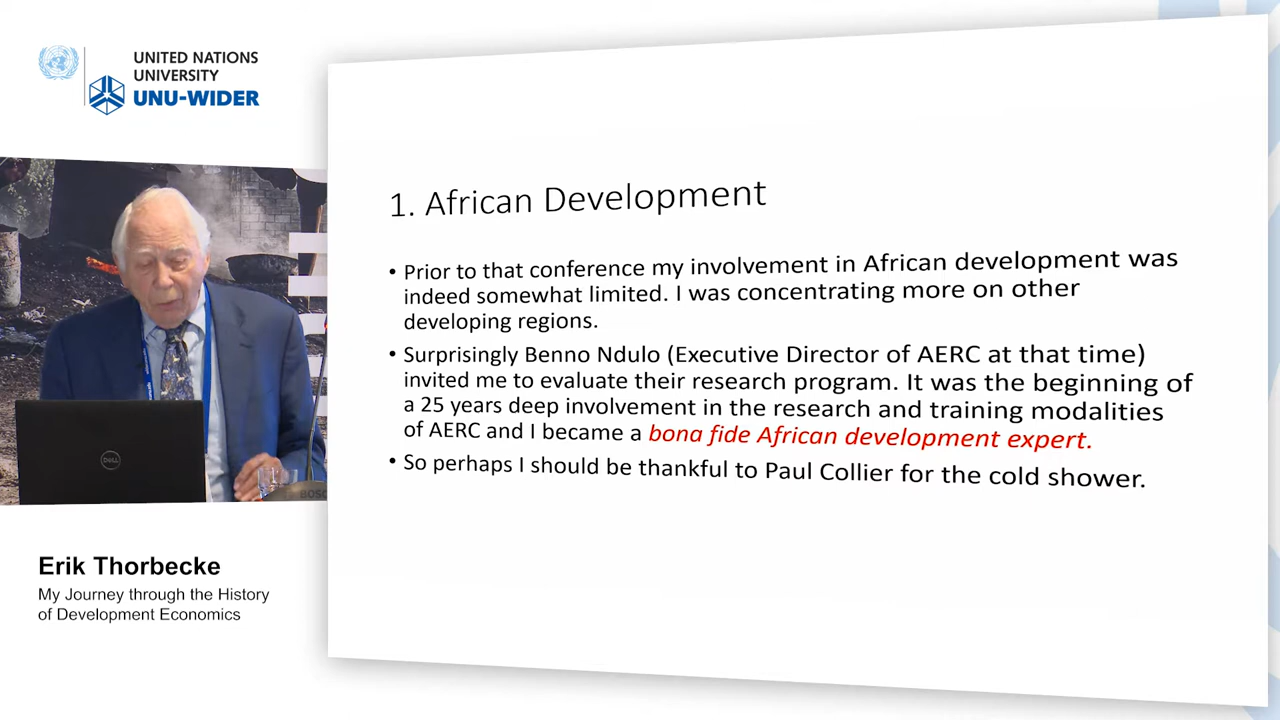 UNITED NATIONS
UNIVERSITY
UNU-WIDER
1. African Development
• Prior to that conference my involvement in African development was
indeed somewhat limited. I was concentrating more on other
developing regions.
• Surprisingly Benno Ndulo (Executive Director of AERC at that time)
invited me to evaluate their research program. It was the beginning of
a 25 years deep involvement in the research and training modalities
of AERC and I became a bona fide African development expert.
• So perhaps I should be thankful to Paul Collier for the cold shower.
DELL
Erik Thorbecke
My Journey through the History
of Development Economics